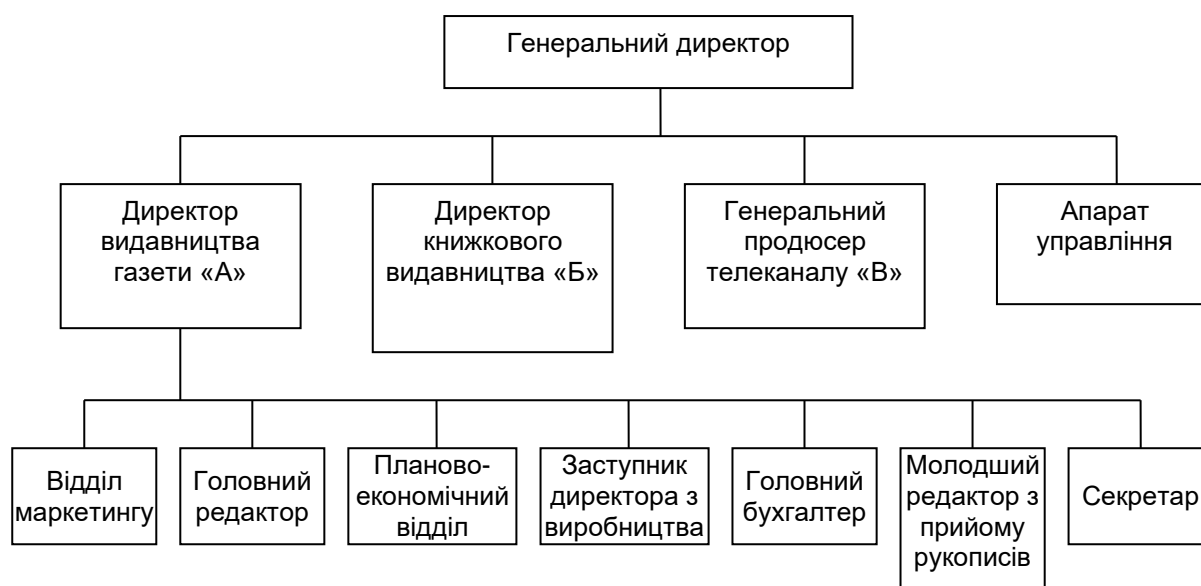 Генеральний директор
Директор
видавництва
газети «А»
Директор
книжкового
видавництва «Б»
Генеральний
продюсер
телеканалу «В»
Апарат
управління
Відділ
маркетингу
Головний
редактор
Планово-
економічний
відділ
Заступник
директора з
виробництва
Головний
бухгалтер
Молодший
редактор з
прийому
рукописів
Секретар